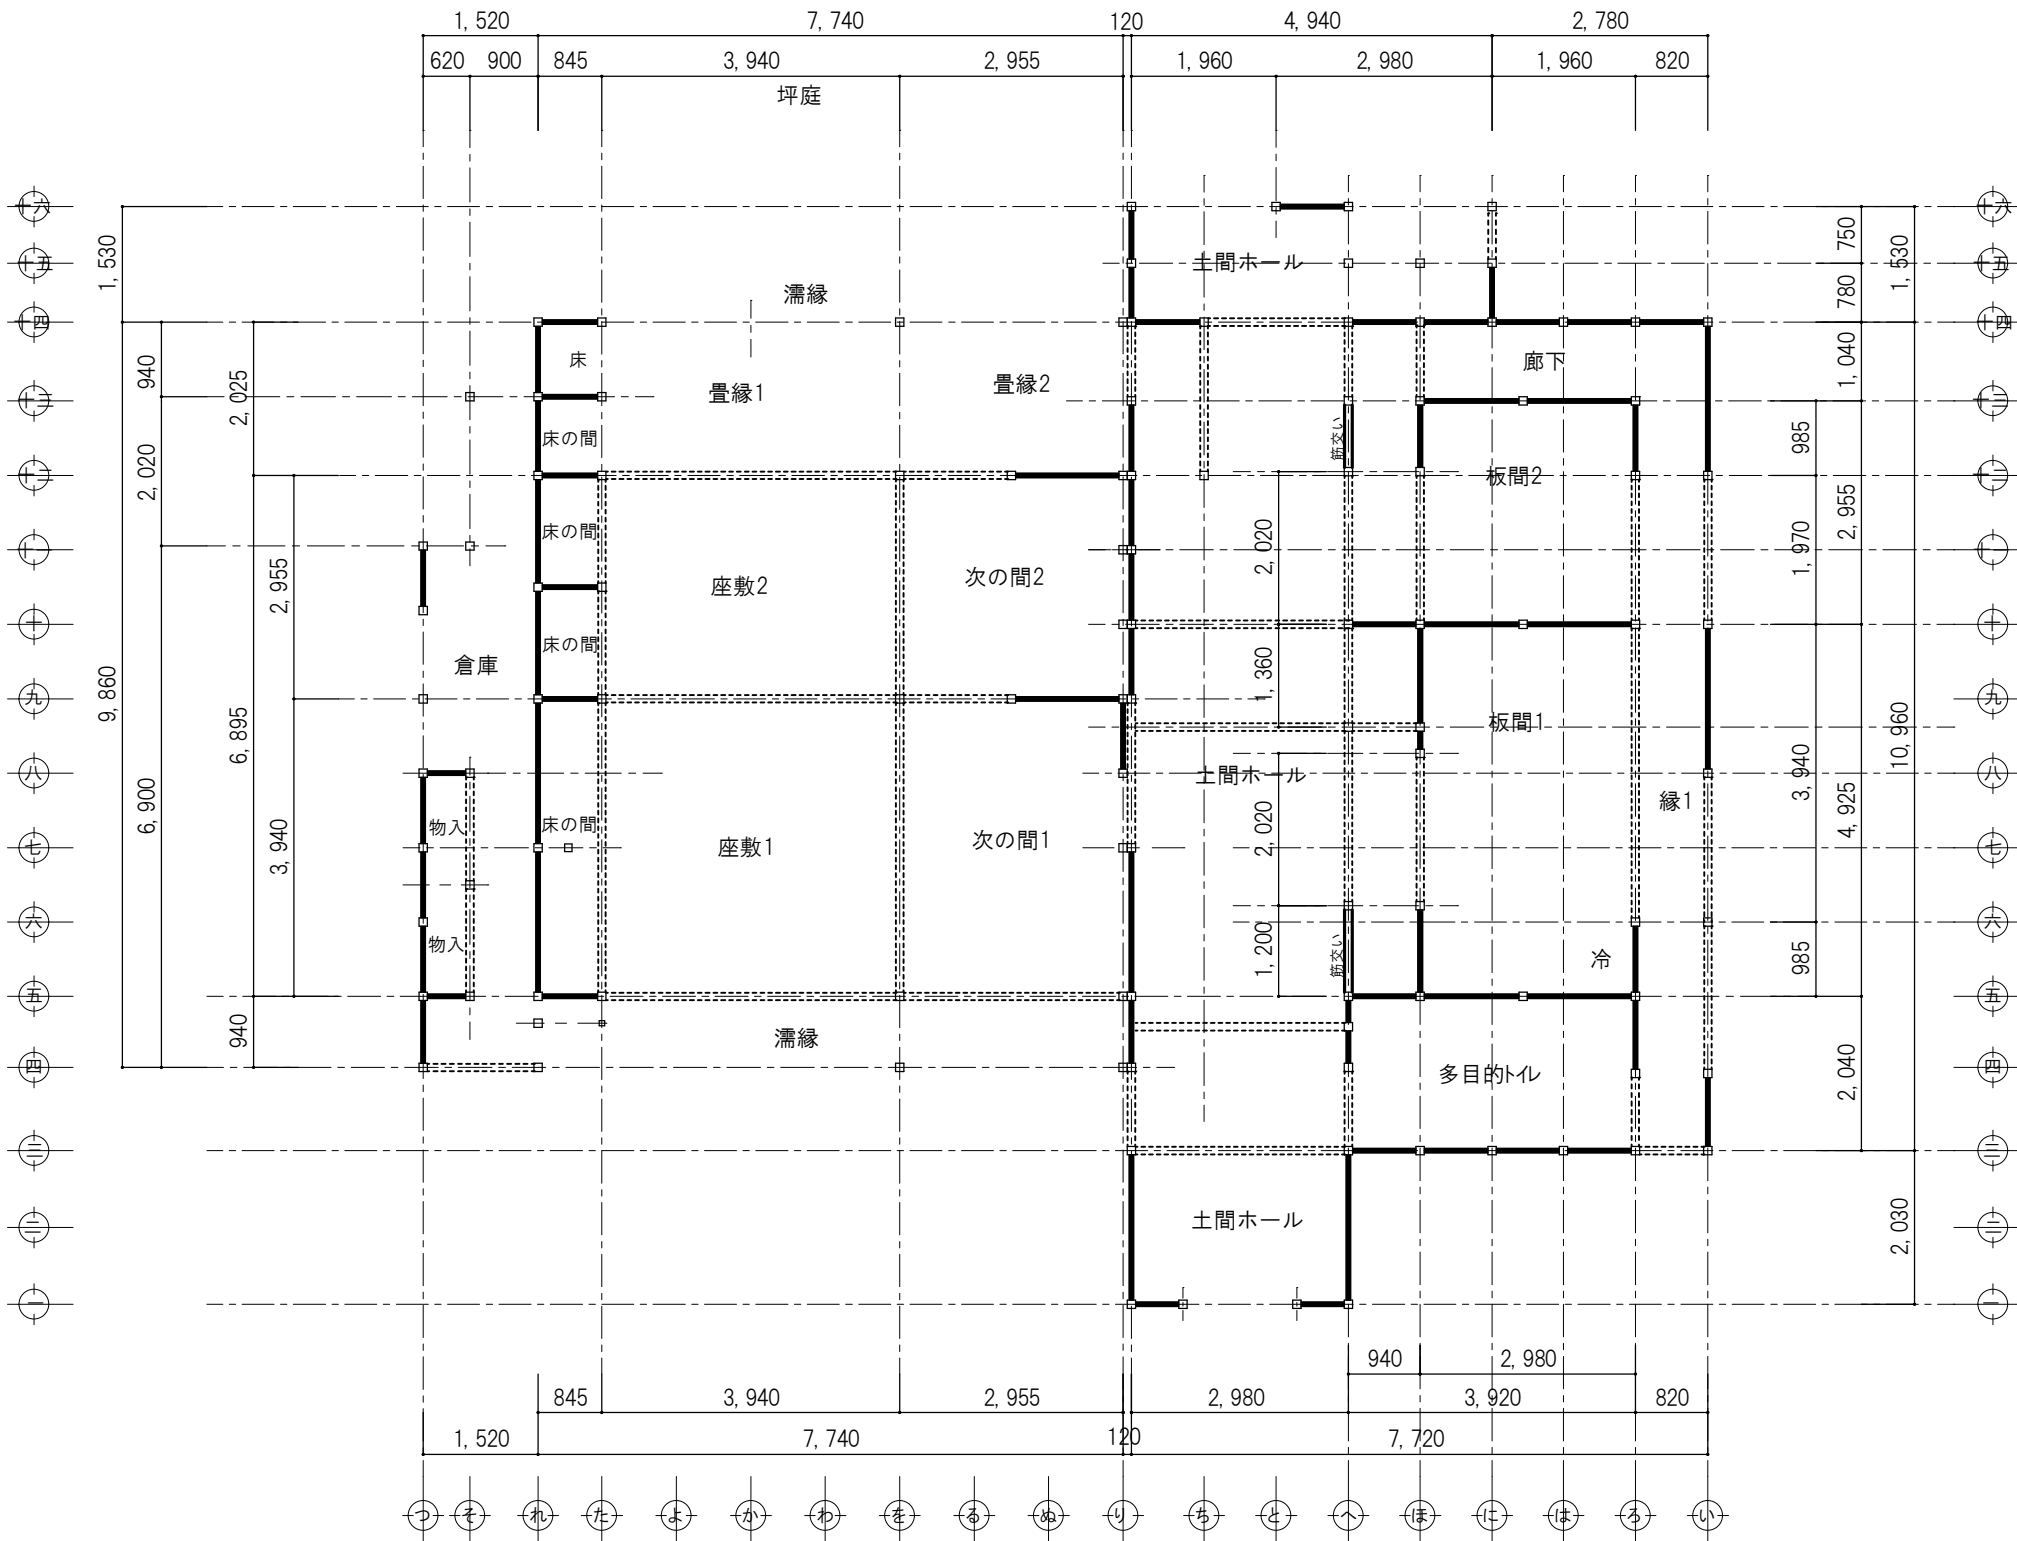 1,520 7,740 120 4,940 2,780
620 900 845 3,940 2,955 1,960 2,980 1,960 820
坪庭
十六 十六
十五 土間ホール 十五
1,530 750 1,530
780
濡縁
十四 十四
940 2,025 床 廊下 1,040
畳縁1 畳縁2
十三 十三
床の間 筋交い 985
2,020
十二 板間2 十二
床の間 2,020 1,970 2,955
十一 十一
2,955 座敷2 次の間2
十 十
床の間
倉庫 1,360
9,860 九 九
6,895 板間1 10,960
八 土間ホール 3,940 八
縁1
6,900 物入 床の間 2,020 4,925
3,940 座敷1 次の間1
七 七
六 六
物入 1,200 筋交い 冷 985
五 五
940 濡縁
四 多目的トイレ 2,040 四
三 三
二 土間ホール 2,030 二
一 一
940 2,980
845 3,940 2,955 2,980 3,920 820
1,520 7,740 120 7,720
つ そ れ た よ か わ を る ぬ り ち と へ ほ に は ろ い